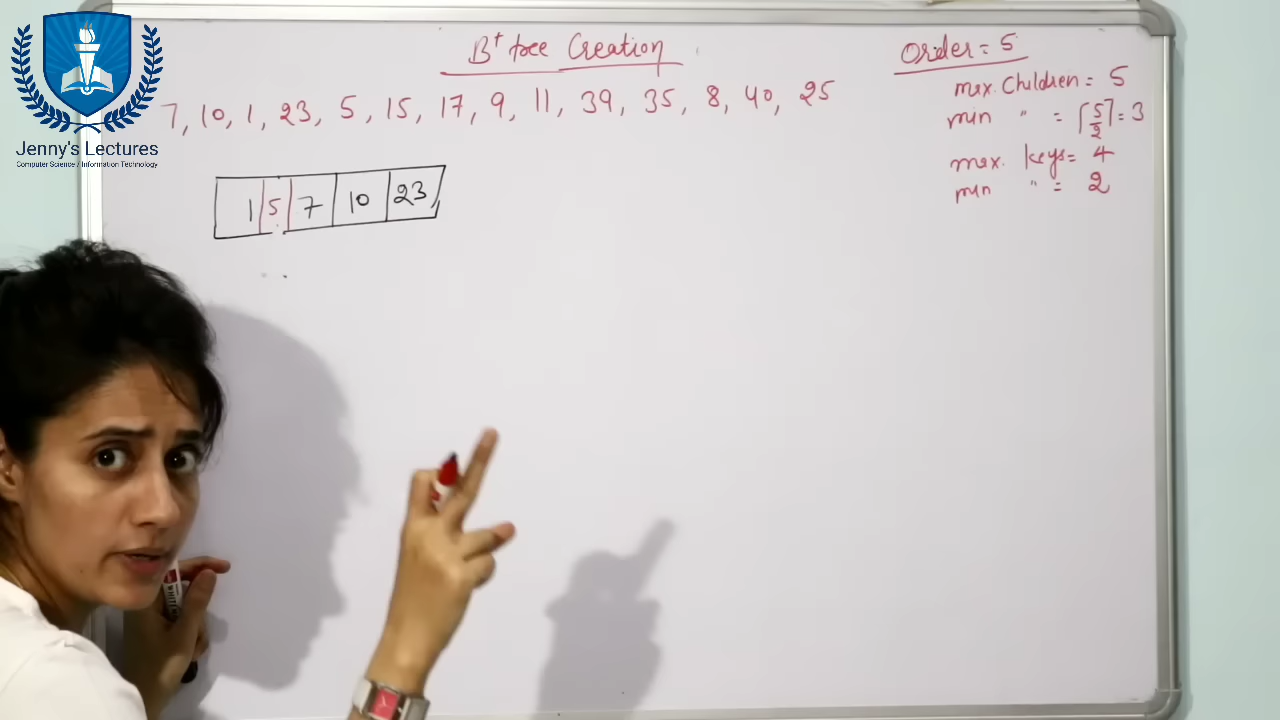 B⁺ tree Creation
7, 10, 1, 23, 5, 15, 17, 9, 11, 39, 35, 8, 40, 25
Order = 5
max. Children = 5
min " = ⌈5/2⌉ = 3
max. keys = 4
min " = 2
1 5 7 10 23
Jenny's Lectures
Computer Science / Information Technology